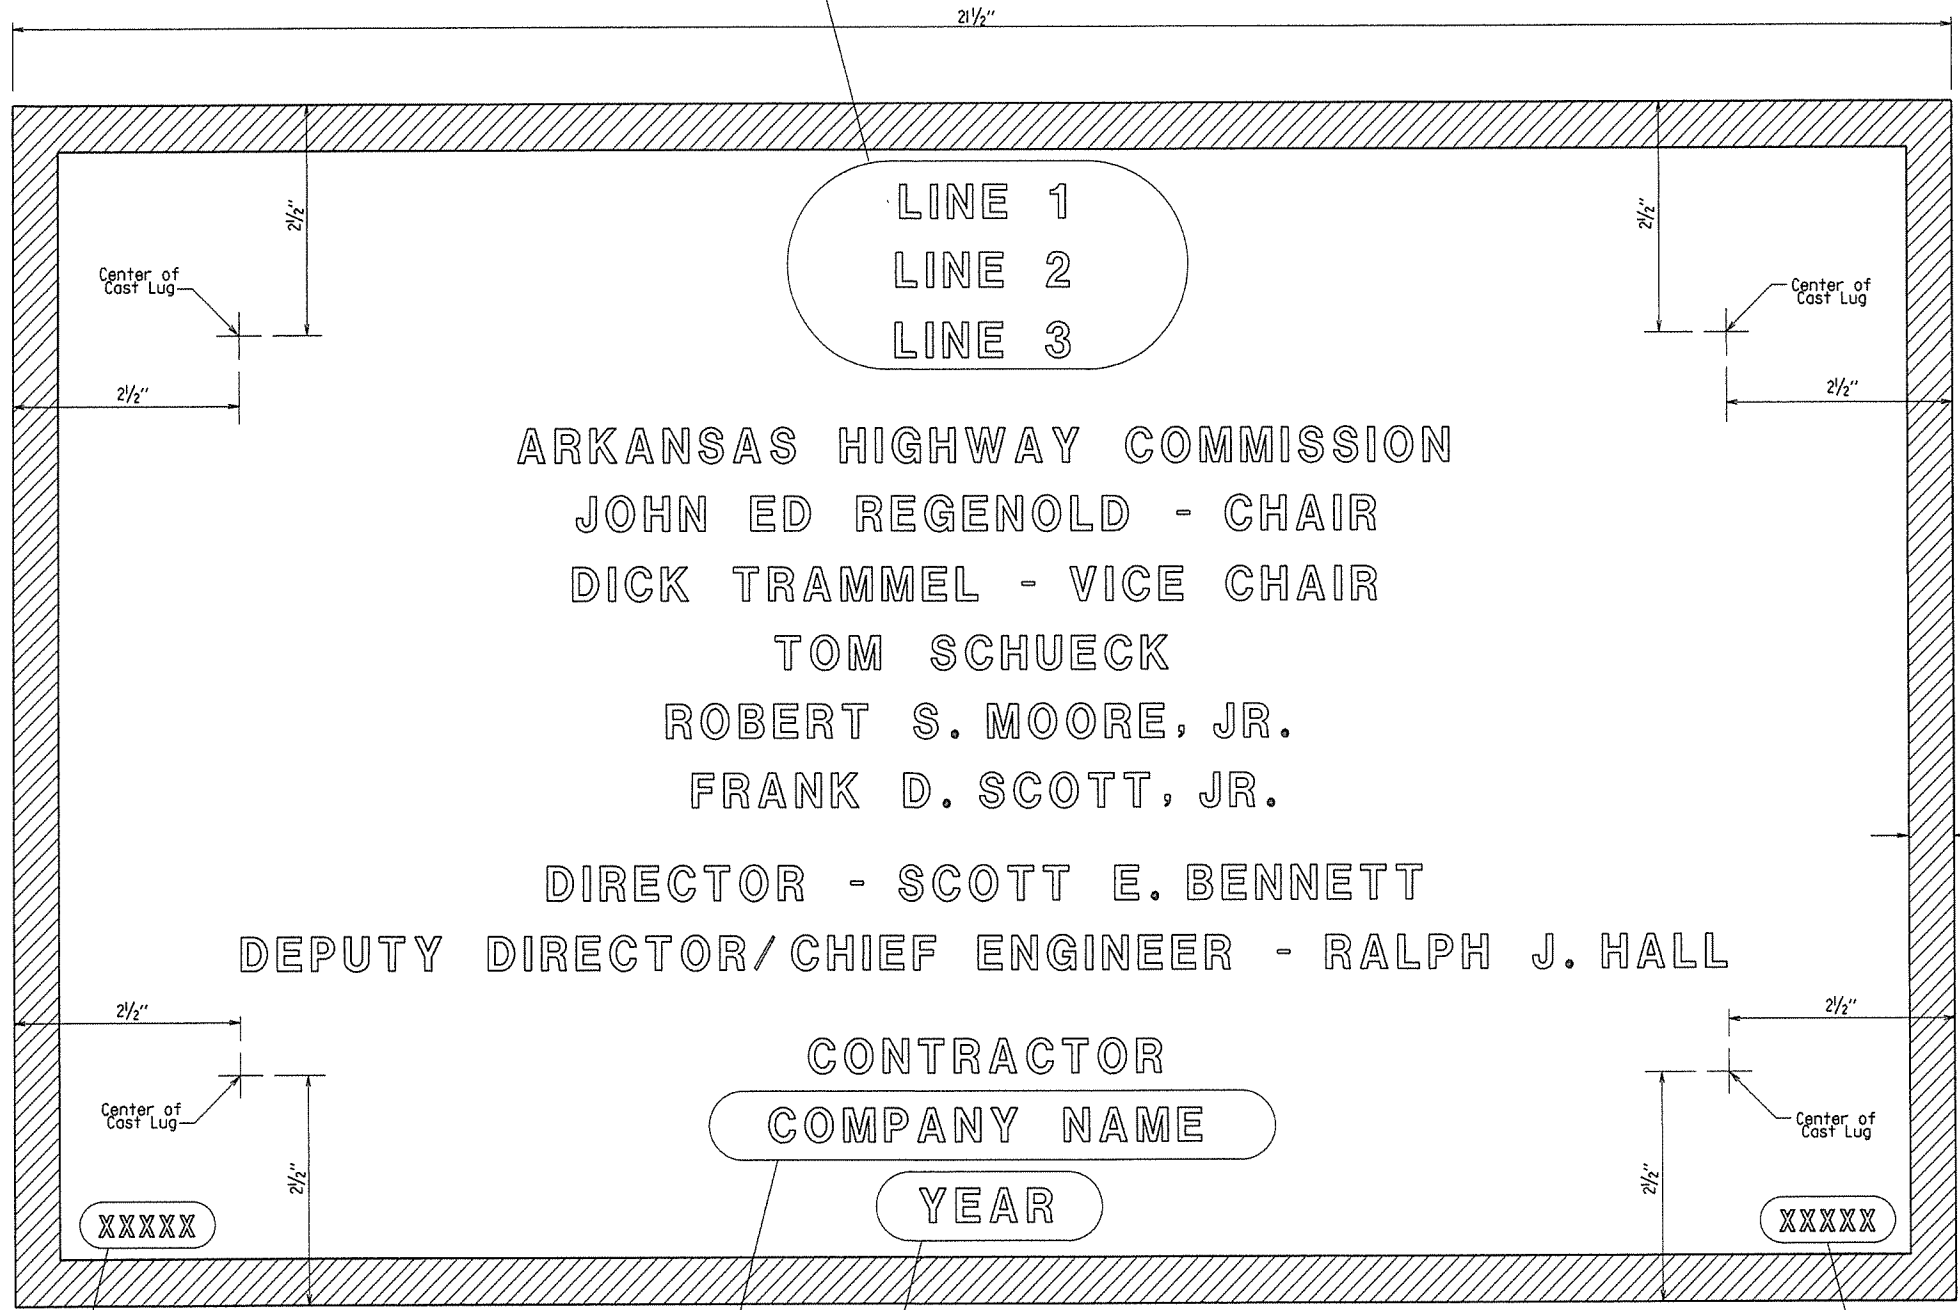 21½"
2½"
2½"
LINE 1
LINE 2
LINE 3
Center of
Cast Lug
Center of
Cast Lug
2½"
2½"
ARKANSAS HIGHWAY COMMISSION
JOHN ED REGENOLD - CHAIR
DICK TRAMMEL - VICE CHAIR
TOM SCHUECK
ROBERT S. MOORE, JR.
FRANK D. SCOTT, JR.
DIRECTOR - SCOTT E. BENNETT
DEPUTY DIRECTOR/CHIEF ENGINEER - RALPH J. HALL
2½"
2½"
CONTRACTOR
Center of
Cast Lug
COMPANY NAME
Center of
Cast Lug
2½"
2½"
YEAR
XXXXX
XXXXX